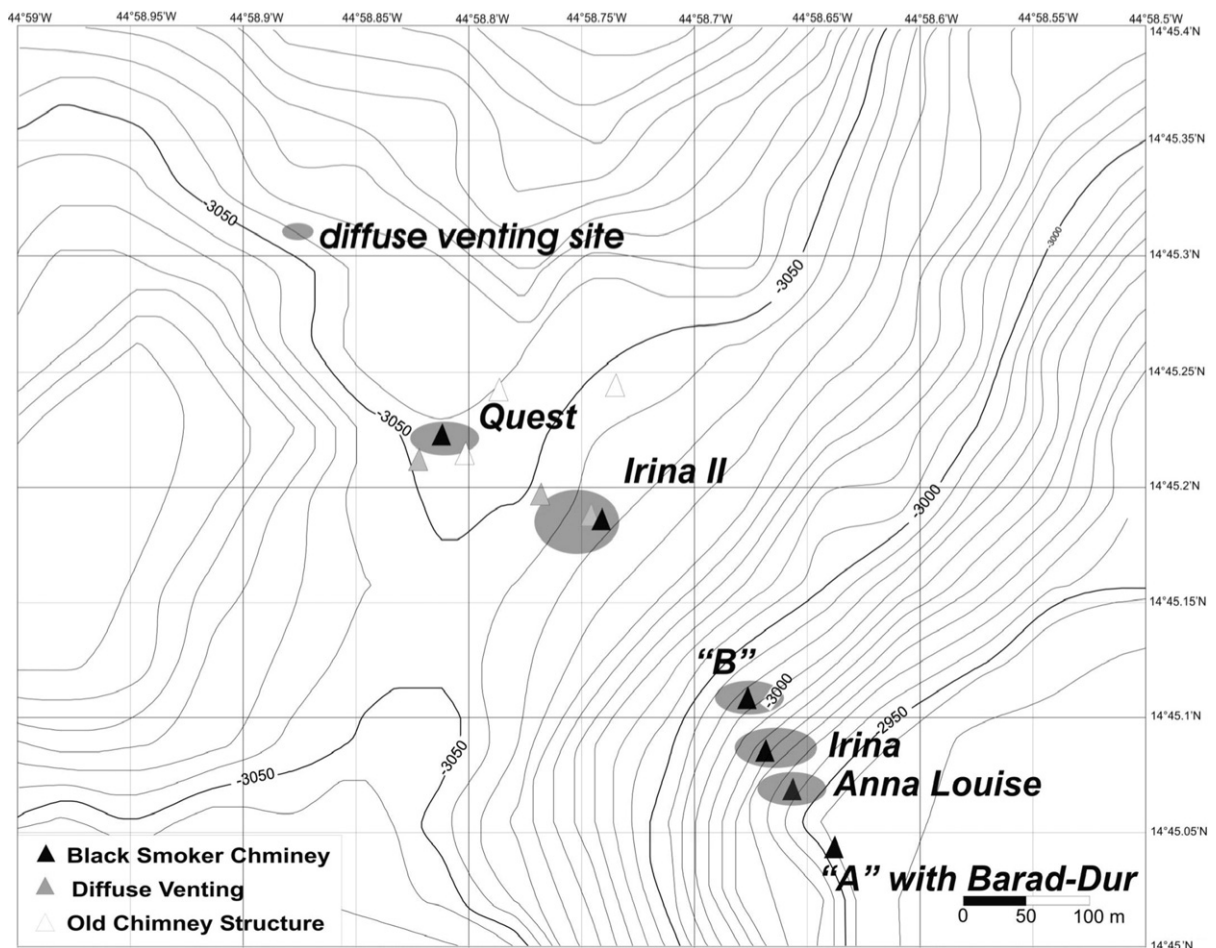 44°59'W 44°58.95'W 44°58.9'W 44°58.85'W 44°58.8'W 44°58.75'W 44°58.7'W 44°58.65'W 44°58.6'W 44°58.55'W 44°58.5'W
14°45.4'N
14°45.35'N
-3050
diffuse venting site
-3000
14°45.3'N
-3050
14°45.25'N
-3050
Quest
Irina II
14°45.2'N
-3000
14°45.15'N
“B”
-3000
14°45.1'N
-2950
Irina
-3050
-3050
Anna Louise
14°45.05'N
Black Smoker Chminey
“A” with Barad-Dur
Diffuse Venting
0 50 100 m
Old Chimney Structure
14°45'N